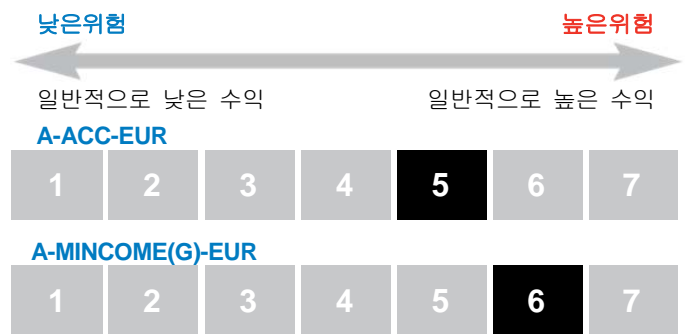 낮은위험 높은위험
일반적으로 낮은 수익 일반적으로 높은 수익
A-ACC-EUR
1 2 3 4 5 6 7
A-MINCOME(G)-EUR
1 2 3 4 5 6 7